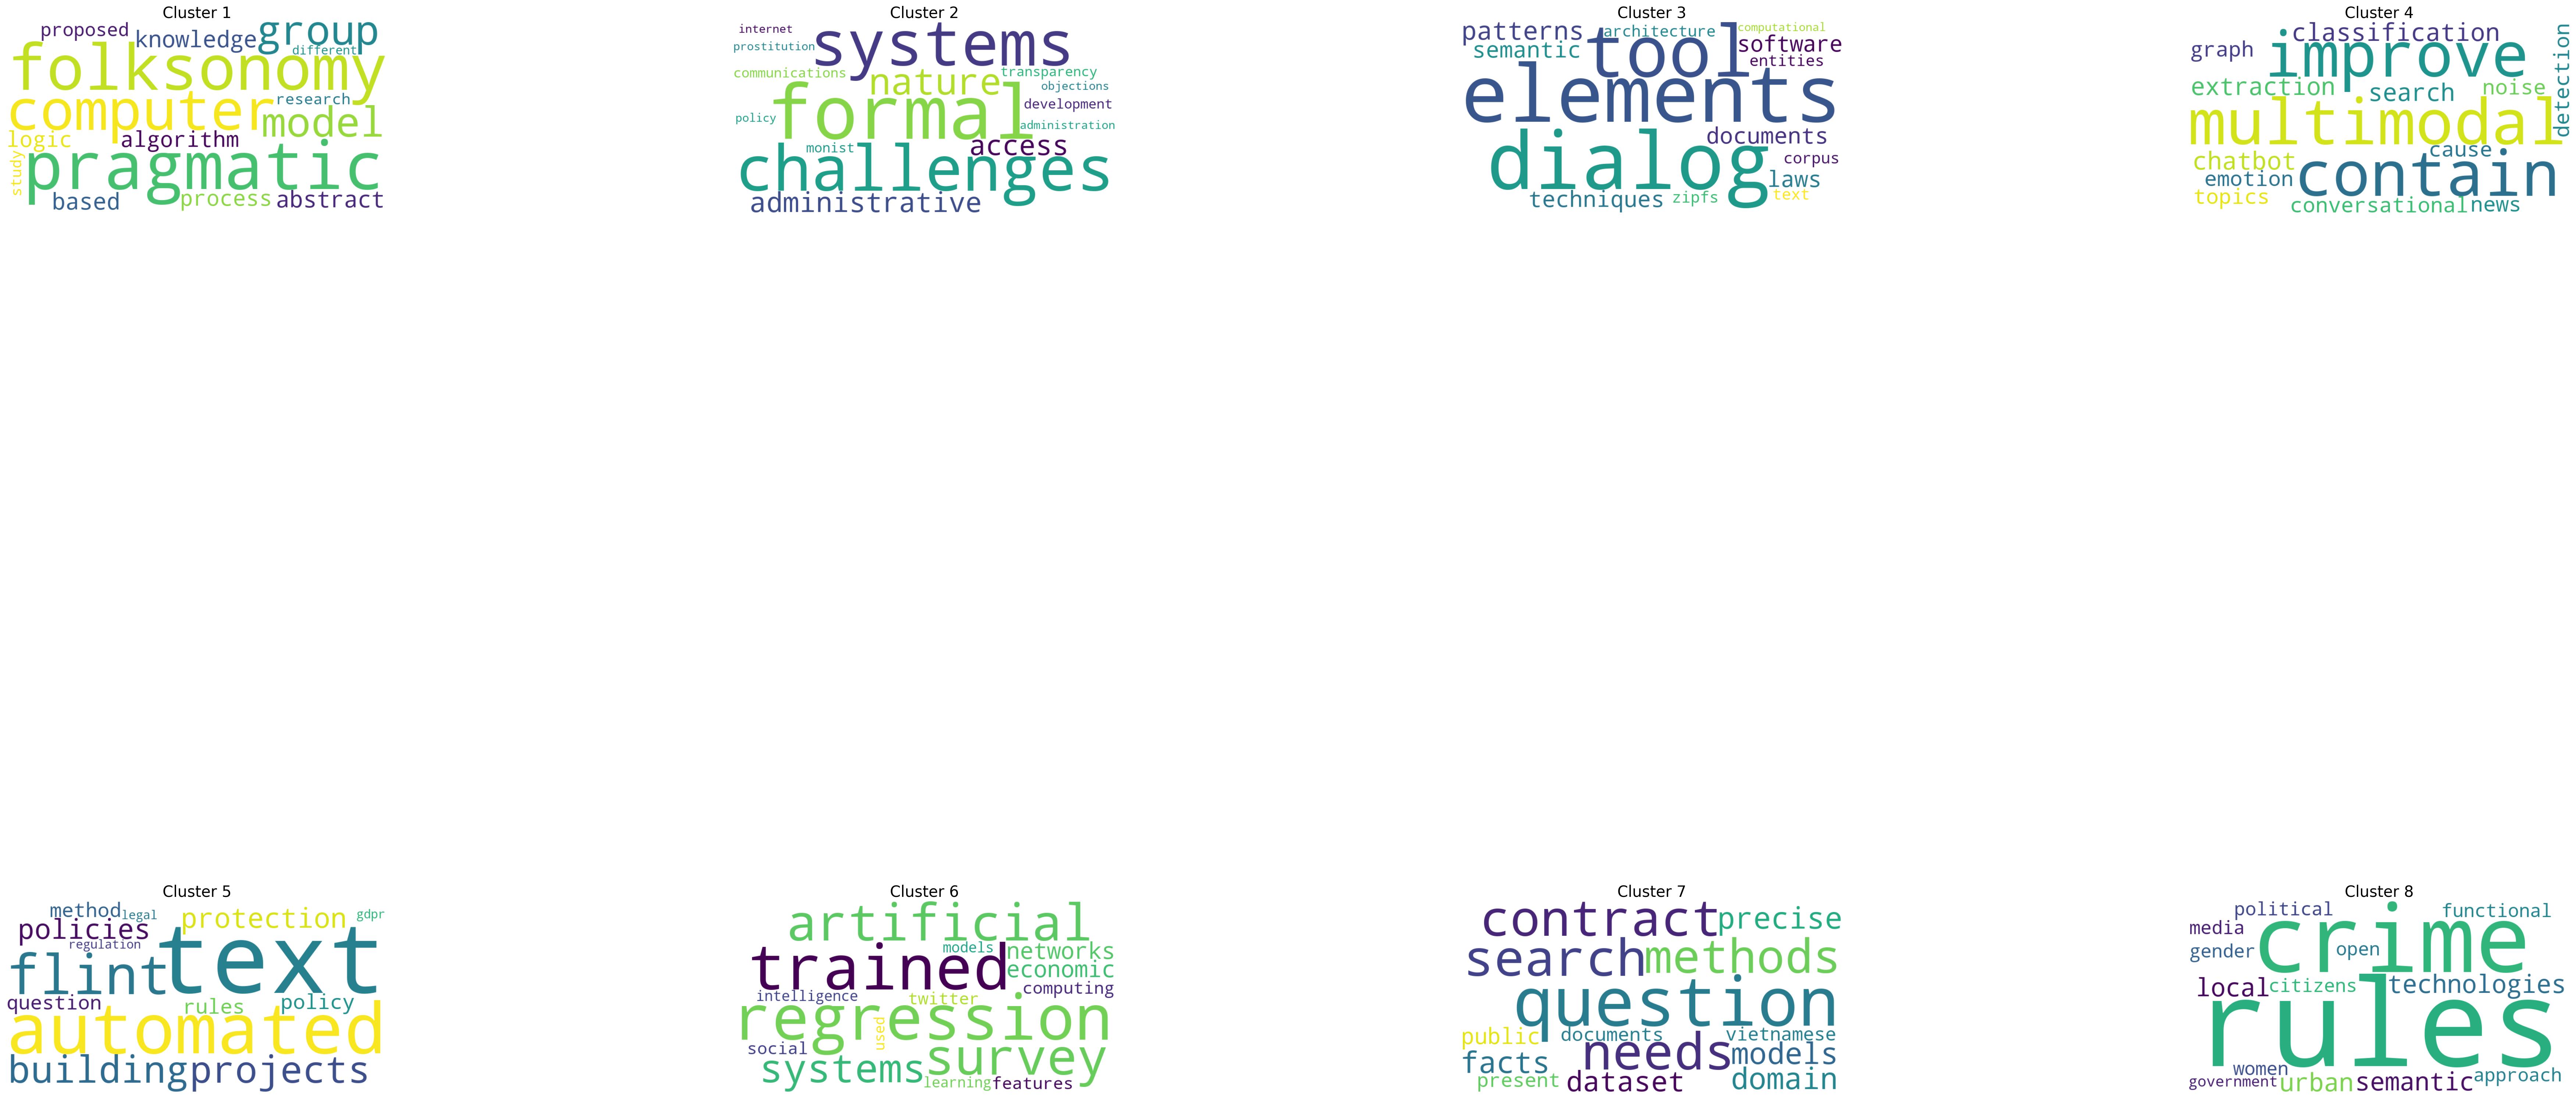 Cluster 1
proposed
knowledge
group
different
folksonomy
computer
research
model
logic
algorithm
study
pragmatic
based
process
abstract
Cluster 2
internet
systems
prostitution
communications
nature
transparency
objections
formal
development
policy
administration
monist
access
challenges
administrative
Cluster 3
patterns
architecture
computational
semantic
tool
software
entities
elements
dialog
documents
corpus
laws
techniques
zipfs
text
Cluster 4
classification
graph
improve
detection
extraction
search
noise
multimodal
chatbot
cause
emotion
contain
topics
conversational
news
Cluster 5
method
legal
protection
gdpr
policies
regulation
text
flint
question
rules
policy
automated
building
projects
Cluster 6
artificial
trained
models
networks
economic
computing
intelligence
twitter
regression
used
social
survey
systems
learning
features
Cluster 7
contract
precise
search
methods
question
public
documents
vietnamese
facts
needs
models
present
dataset
domain
Cluster 8
political
functional
media
crime
gender
open
local
citizens
technologies
rules
women
government
urban
semantic
approach